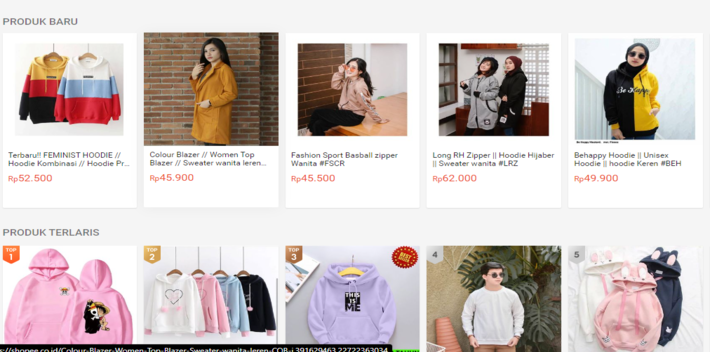 PRODUK BARU
Terbaru!! FEMINIST HOODIE //
Hoodie Kombinasi // Hoodie Pr...
Rp52.500
Colour Blazer // Women Top
Blazer // Sweater wanita leren...
Rp45.900
Fashion Sport Basball zipper
Wanita #FSCR
Rp45.500
Long RH Zipper || Hoodie Hijaber
|| Sweater wanita #LRZ
Rp62.000
Be Happy
Behappy Hoodie || Unisex
Hoodie || hoodie Keren #BEH
Rp49.900
PRODUK TERLARIS
TOP
1
TOP
2
TOP
3
THIS
IS
ME
4
5
s://shopee.co.id/Colour-Blazer-Women-Top-Blazer-Sweater-wanita-leren-COB-i.391629463.22722363034